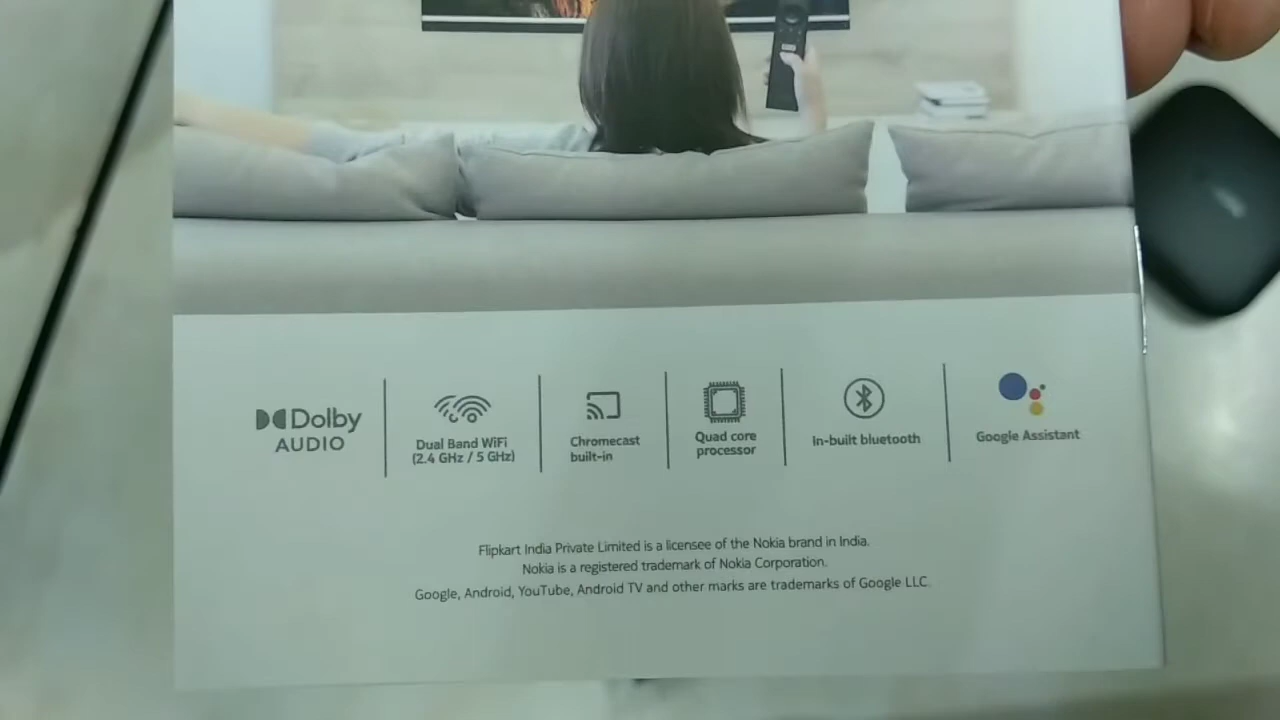 Dolby
AUDIO
Dual Band WiFi
(2.4 GHz / 5 GHz)
Chromecast
built-in
Quad core
processor
In-built bluetooth
Google Assistant
Flipkart India Private Limited is a licensee of the Nokia brand in India.
Nokia is a registered trademark of Nokia Corporation.
Google, Android, YouTube, Android TV and other marks are trademarks of Google LLC.